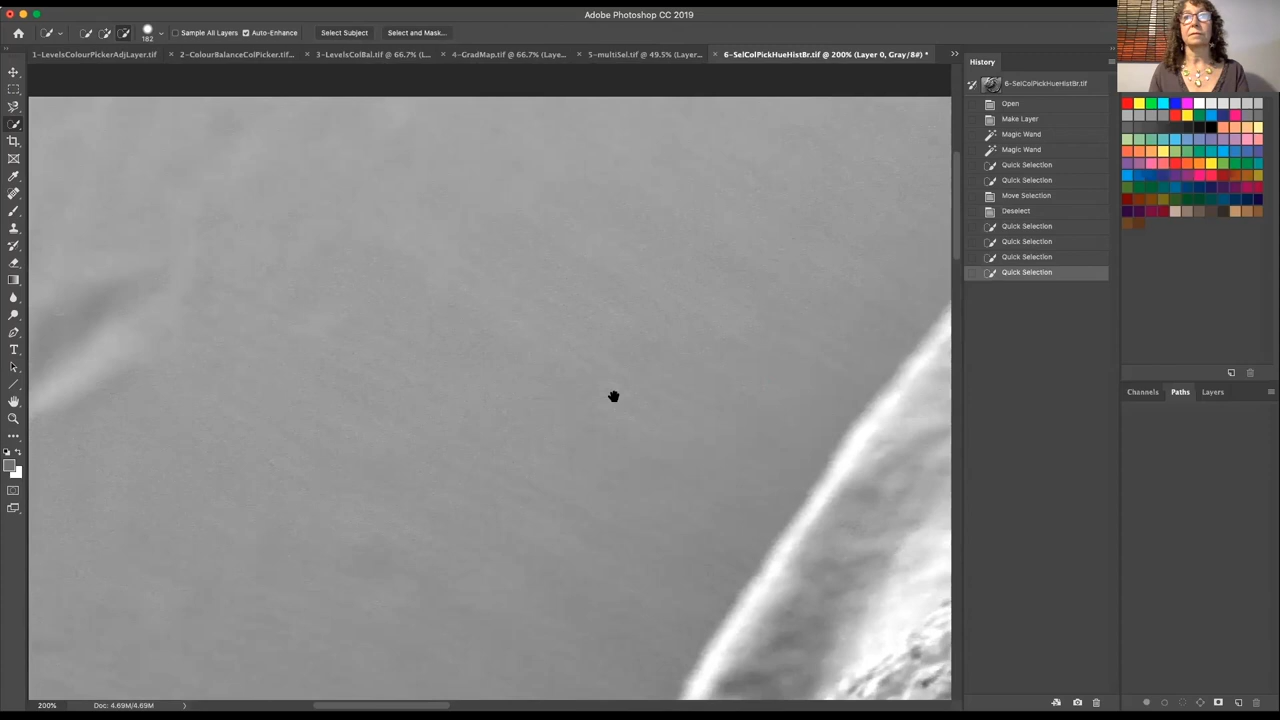 Adobe Photoshop CC 2019
182
Sample All Layers
Auto-Enhance
Select Subject
Select and Mask...
1-LevelsColourPickerAdjLayer.tif
2-ColourBalanceColPicker.tif...
3-LevelsColBal.tif @ 66.7%
dMap.tif @ 66.7% (Laye...
5-multiSel.tif @ 49.5% (Layer
6-SelColPickHueHistBr.tif @ 200% (Layer 0, Gray/8#) *
History
6-SelColPickHueHistBr.tif
Open
Make Layer
Magic Wand
Magic Wand
Quick Selection
Quick Selection
Move Selection
Deselect
Quick Selection
Quick Selection
Quick Selection
Quick Selection
Channels
Paths
Layers
200%
Doc: 4.69M/4.69M